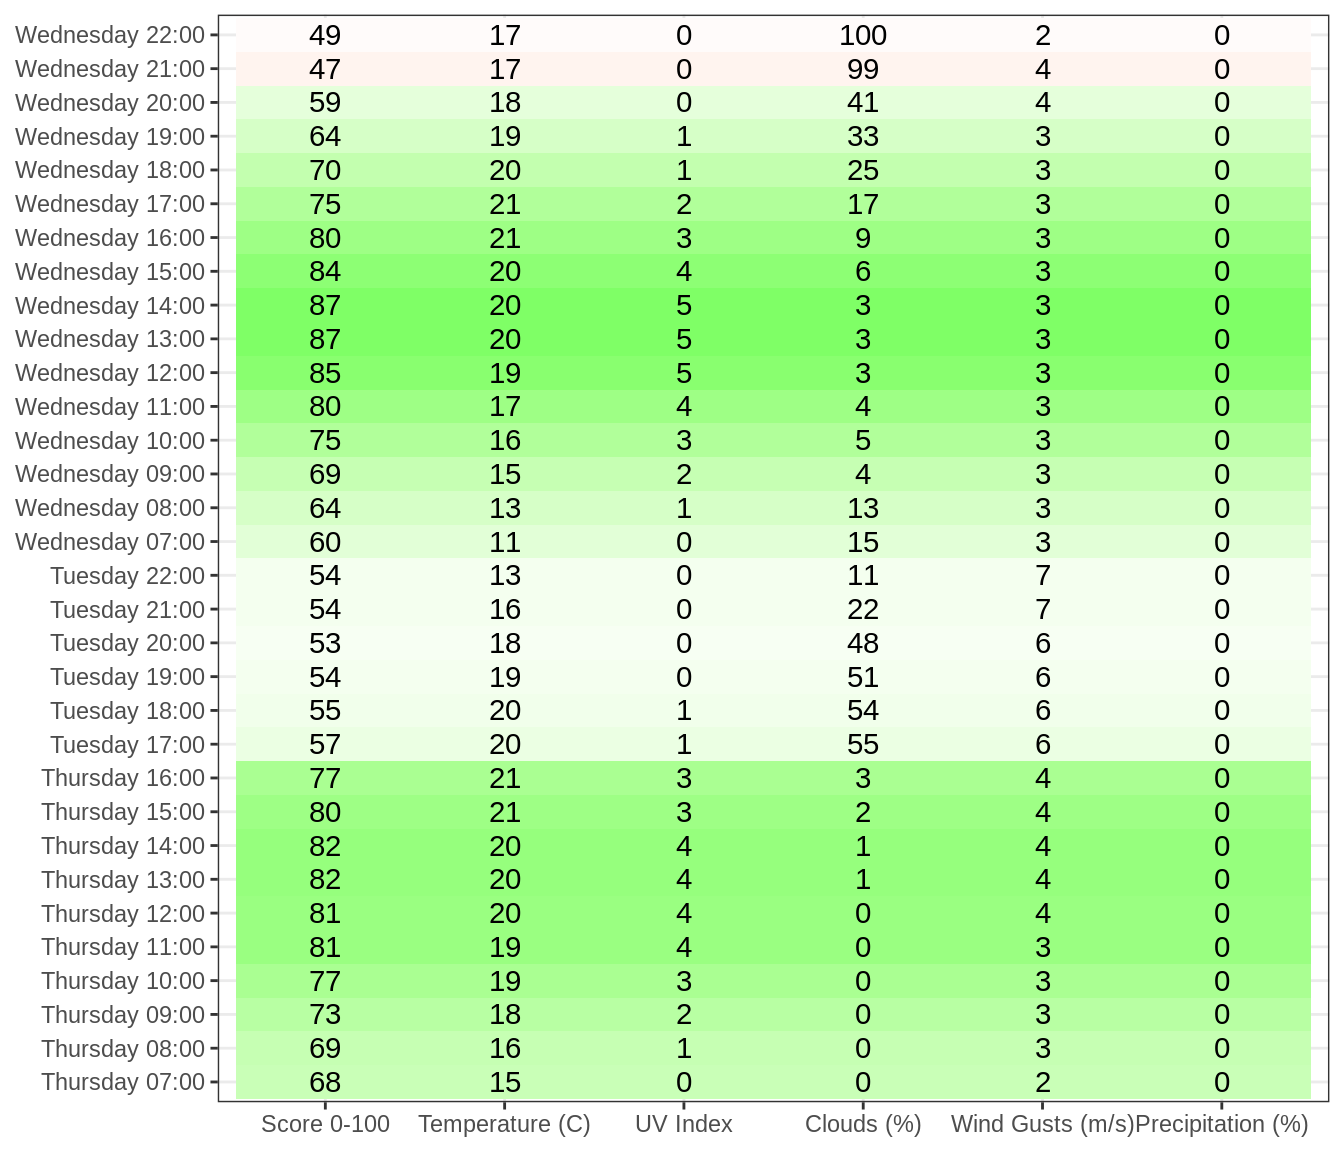 Wednesday 22:00 49 17 0 100 2 0
Wednesday 21:00 47 17 0 99 4 0
Wednesday 20:00 59 18 0 41 4 0
Wednesday 19:00 64 19 1 33 3 0
Wednesday 18:00 70 20 1 25 3 0
Wednesday 17:00 75 21 2 17 3 0
Wednesday 16:00 80 21 3 9 3 0
Wednesday 15:00 84 20 4 6 3 0
Wednesday 14:00 87 20 5 3 3 0
Wednesday 13:00 87 20 5 3 3 0
Wednesday 12:00 85 19 5 3 3 0
Wednesday 11:00 80 17 4 4 3 0
Wednesday 10:00 75 16 3 5 3 0
Wednesday 09:00 69 15 2 4 3 0
Wednesday 08:00 64 13 1 13 3 0
Wednesday 07:00 60 11 0 15 3 0
Tuesday 22:00 54 13 0 11 7 0
Tuesday 21:00 54 16 0 22 7 0
Tuesday 20:00 53 18 0 48 6 0
Tuesday 19:00 54 19 0 51 6 0
Tuesday 18:00 55 20 1 54 6 0
Tuesday 17:00 57 20 1 55 6 0
Thursday 16:00 77 21 3 3 4 0
Thursday 15:00 80 21 3 2 4 0
Thursday 14:00 82 20 4 1 4 0
Thursday 13:00 82 20 4 1 4 0
Thursday 12:00 81 20 4 0 4 0
Thursday 11:00 81 19 4 0 3 0
Thursday 10:00 77 19 3 0 3 0
Thursday 09:00 73 18 2 0 3 0
Thursday 08:00 69 16 1 0 3 0
Thursday 07:00 68 15 0 0 2 0
Score 0-100 Temperature (C) UV Index Clouds (%) Wind Gusts (m/s) Precipitation (%)